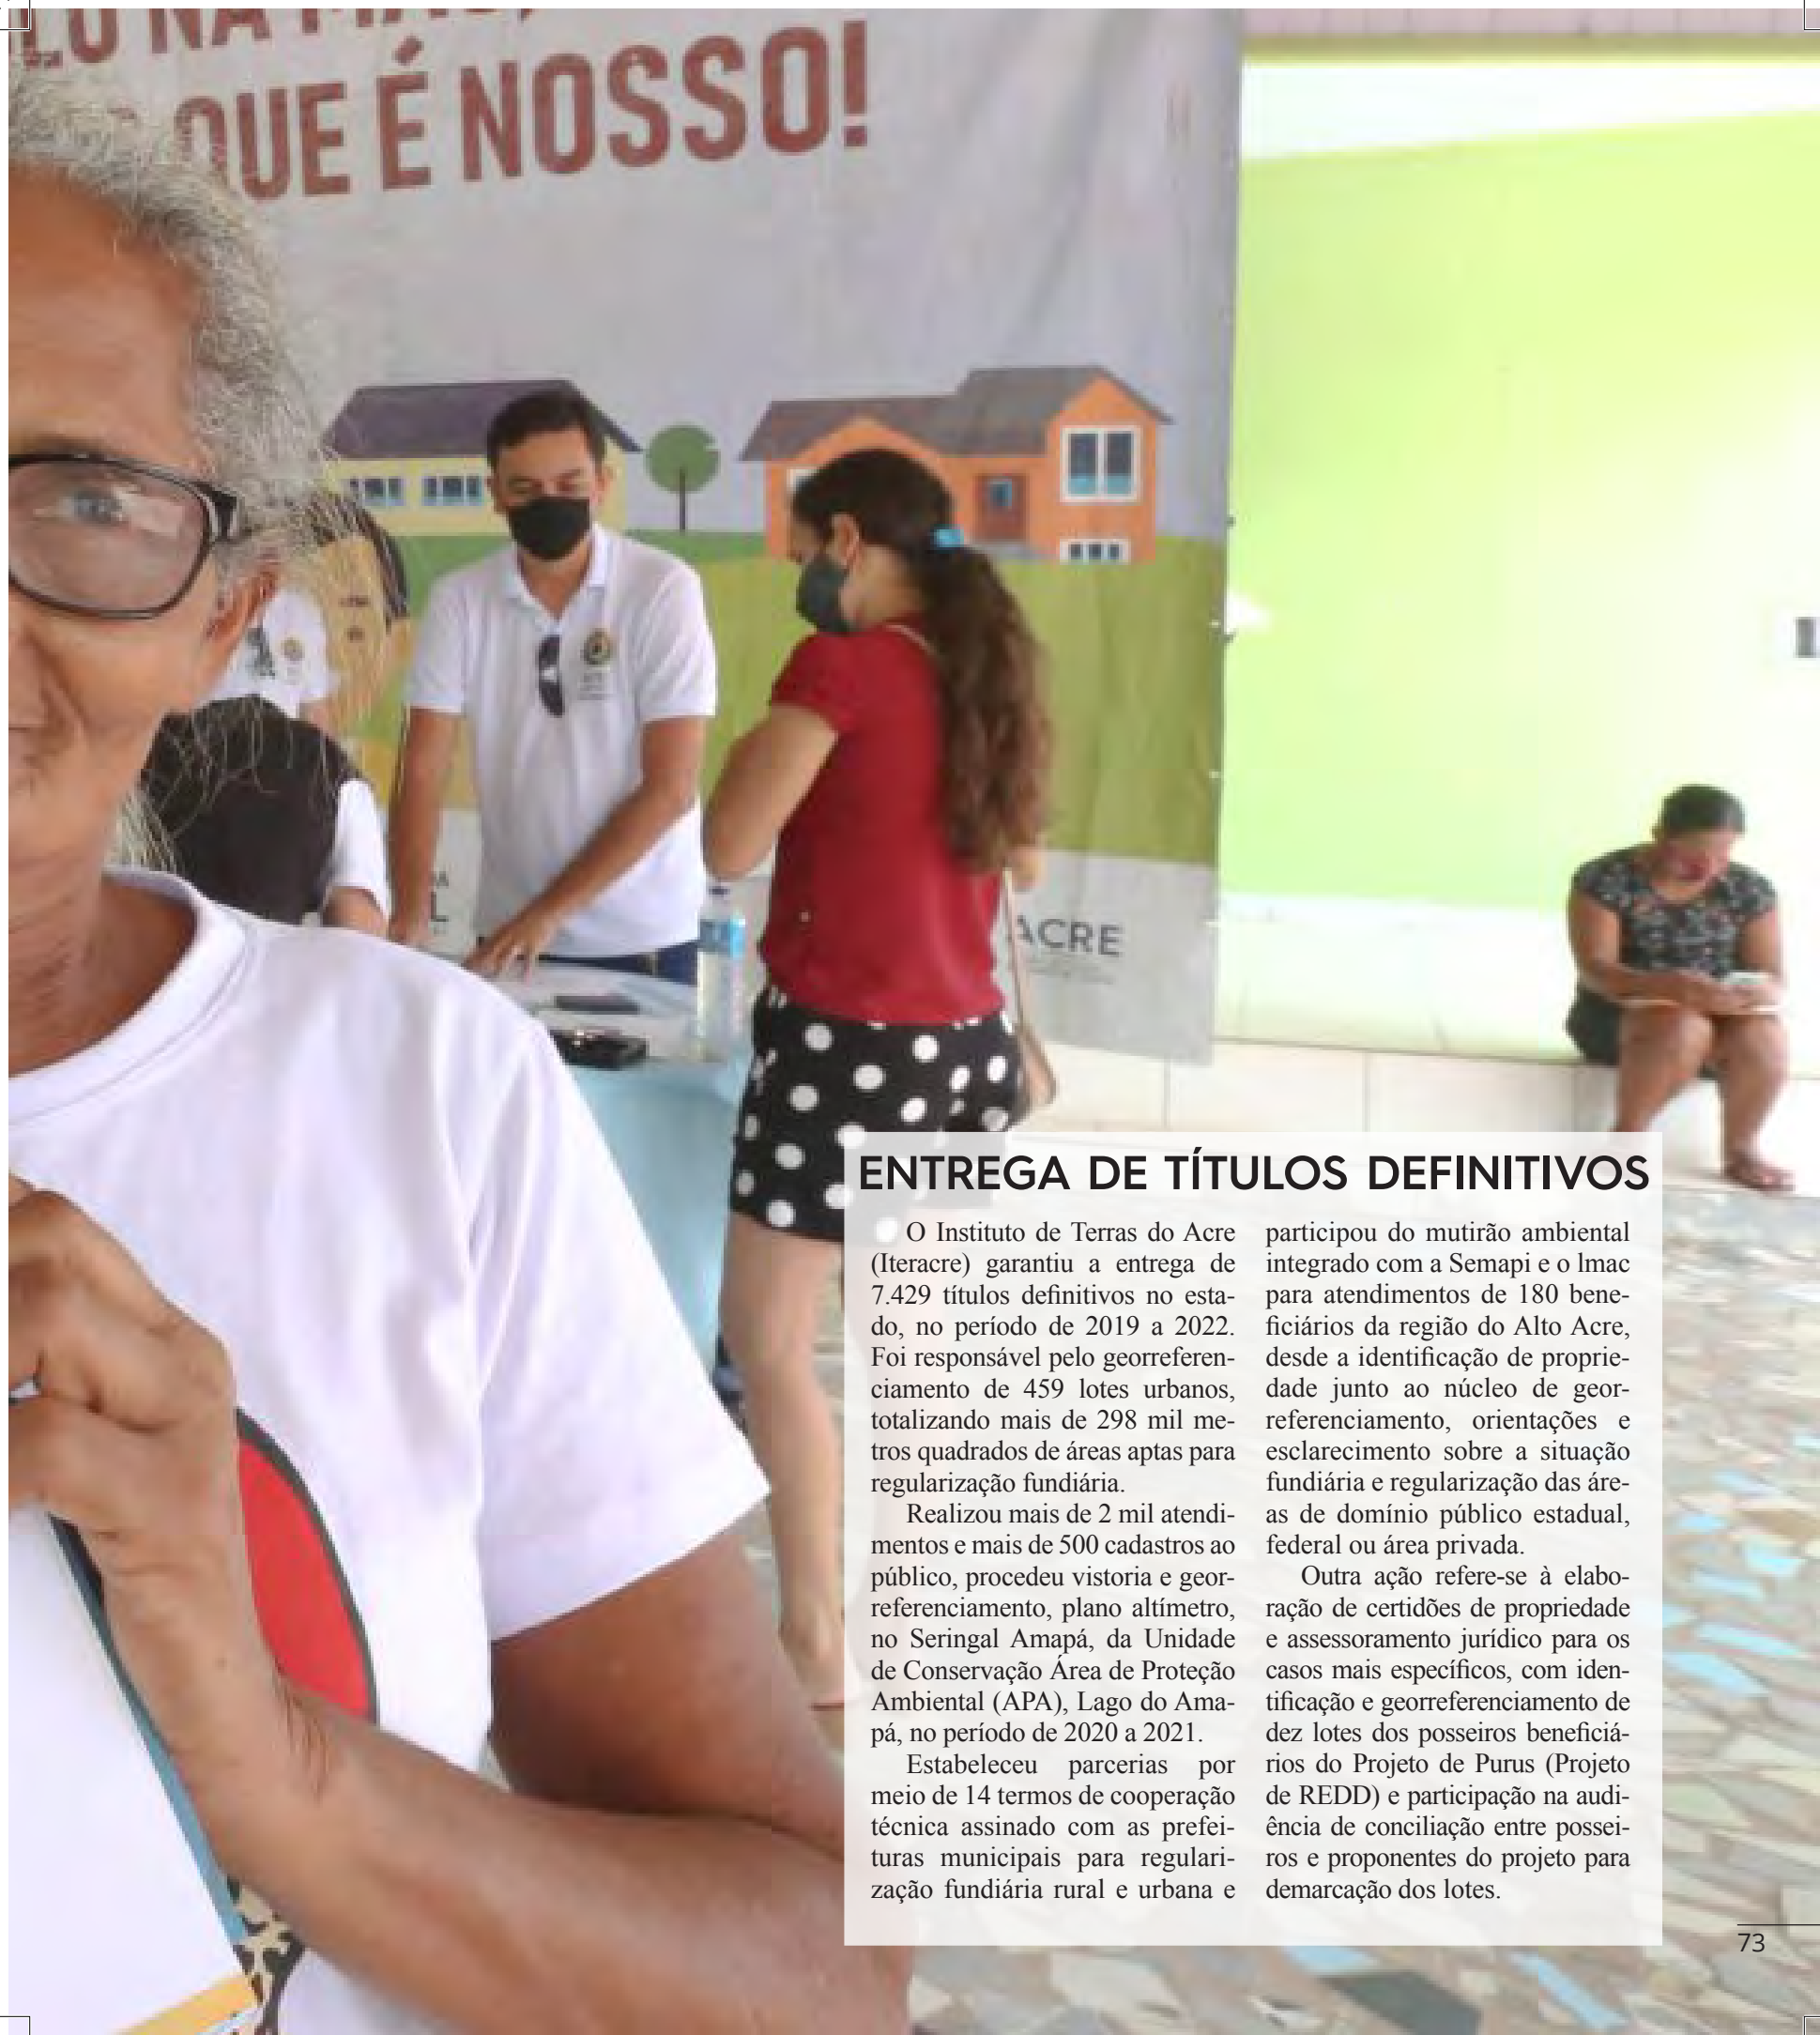 NA
QUE É NOSSO!
ACRE
ENTREGA DE TÍTULOS DEFINITIVOS
O Instituto de Terras do Acre
(Iteracre) garantiu a entrega de
7.429 títulos definitivos no esta-
do, no período de 2019 a 2022.
Foi responsável pelo georreferen-
ciamento de 459 lotes urbanos,
totalizando mais de 298 mil me-
tros quadrados de áreas aptas para
regularização fundiária.
Realizou mais de 2 mil atendi-
mentos e mais de 500 cadastros ao
público, procedeu vistoria e geor-
referenciamento, plano altímetro,
no Seringal Amapá, da Unidade
de Conservação Área de Proteção
Ambiental (APA), Lago do Ama-
pá, no período de 2020 a 2021.
Estabeleceu parcerias por
meio de 14 termos de cooperação
técnica assinado com as prefei-
turas municipais para regulari-
zação fundiária rural e urbana e
participou do mutirão ambiental
integrado com a Semapi e o lmac
para atendimentos de 180 bene-
ficiários da região do Alto Acre,
desde a identificação de proprie-
dade junto ao núcleo de geor-
referenciamento, orientações e
esclarecimento sobre a situação
fundiária e regularização das áre-
as de domínio público estadual,
federal ou área privada.
Outra ação refere-se à elabo-
ração de certidões de propriedade
e assessoramento jurídico para os
casos mais específicos, com iden-
tificação e georreferenciamento de
dez lotes dos posseiros beneficiá-
rios do Projeto de Purus (Projeto
de REDD) e participação na audi-
ência de conciliação entre possei-
ros e proponentes do projeto para
demarcação dos lotes.
73